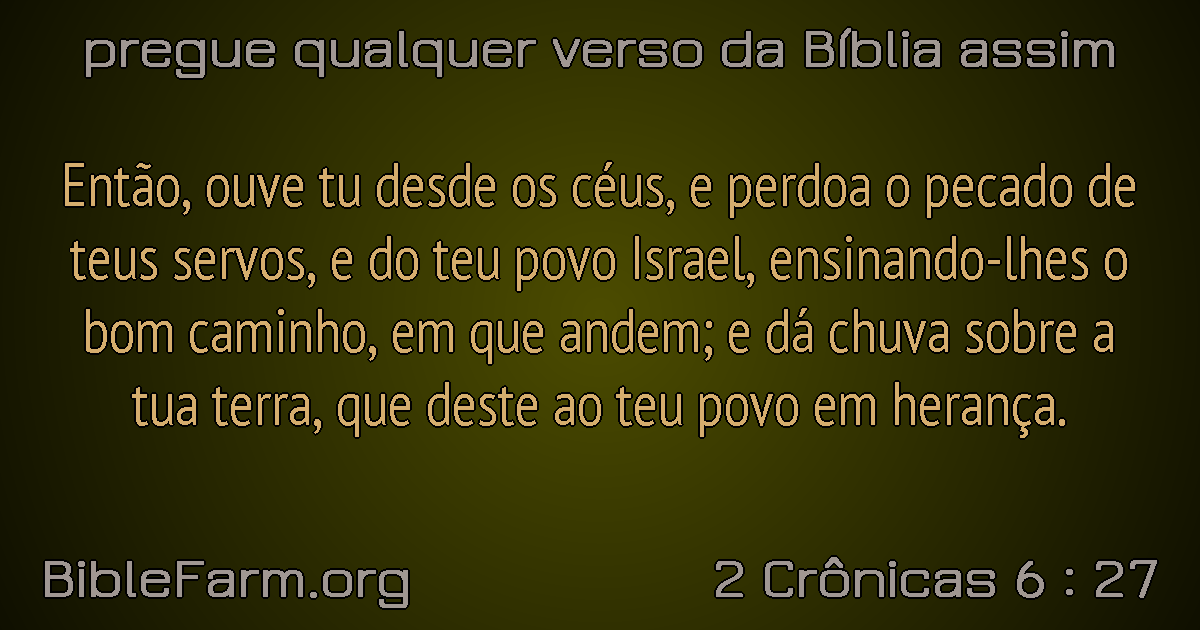 pregue qualquer verso da Bíblia assim
Então, ouve tu desde os céus, e perdoa o pecado de
teus servos, e do teu povo Israel, ensinando-lhes o
bom caminho, em que andem; e dá chuva sobre a
tua terra, que deste ao teu povo em herança.
BibleFarm.org
2 Crônicas 6 : 27